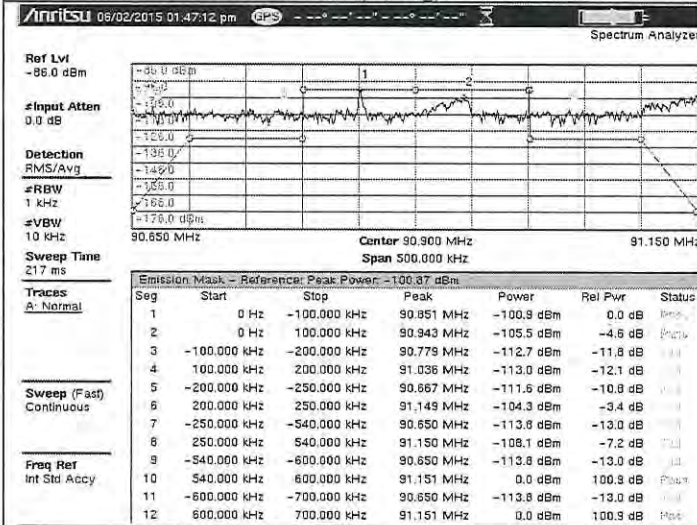 Anritsu 06/02/2015 01:47:12 pm GPS
Spectrum Analyzer
Ref Lvl
-86.0 dBm
#Input Atten
0.0 dB
Detection
RMS/Avg
#RBW
1 kHz
#VBW
10 kHz
Sweep Time
217 ms
Traces
A: Normal
Sweep (Fast)
Continuous
Freq Ref
Int Std Accy
-86.0 dBm
1
2
-126.0
-136.0
-146.0
-156.0
-166.0
-176.0 dBm
90.650 MHz
Center 90.900 MHz
91.150 MHz
Span 500.000 kHz
Emission Mask - Reference: Peak Power: -100.87 dBm
Seg Start Stop Peak Power Rel Pwr Status
1 0 Hz -100.000 kHz 90.851 MHz -100.9 dBm 0.0 dB
2 0 Hz 100.000 kHz 90.943 MHz -105.5 dBm -4.6 dB
3 -100.000 kHz -200.000 kHz 90.779 MHz -112.7 dBm -11.8 dB
4 100.000 kHz 200.000 kHz 91.036 MHz -113.0 dBm -12.1 dB
5 -200.000 kHz -250.000 kHz 90.667 MHz -111.6 dBm -10.8 dB
6 200.000 kHz 250.000 kHz 91.149 MHz -104.3 dBm -3.4 dB
7 -250.000 kHz -540.000 kHz 90.650 MHz -113.8 dBm -13.0 dB
8 250.000 kHz 540.000 kHz 91.150 MHz -108.1 dBm -7.2 dB
9 -540.000 kHz -600.000 kHz 90.650 MHz -113.8 dBm -13.0 dB
10 540.000 kHz 600.000 kHz 91.151 MHz 0.0 dBm 100.9 dB
11 -600.000 kHz -700.000 kHz 90.650 MHz -113.8 dBm -13.0 dB
12 600.000 kHz 700.000 kHz 91.151 MHz 0.0 dBm 100.9 dB